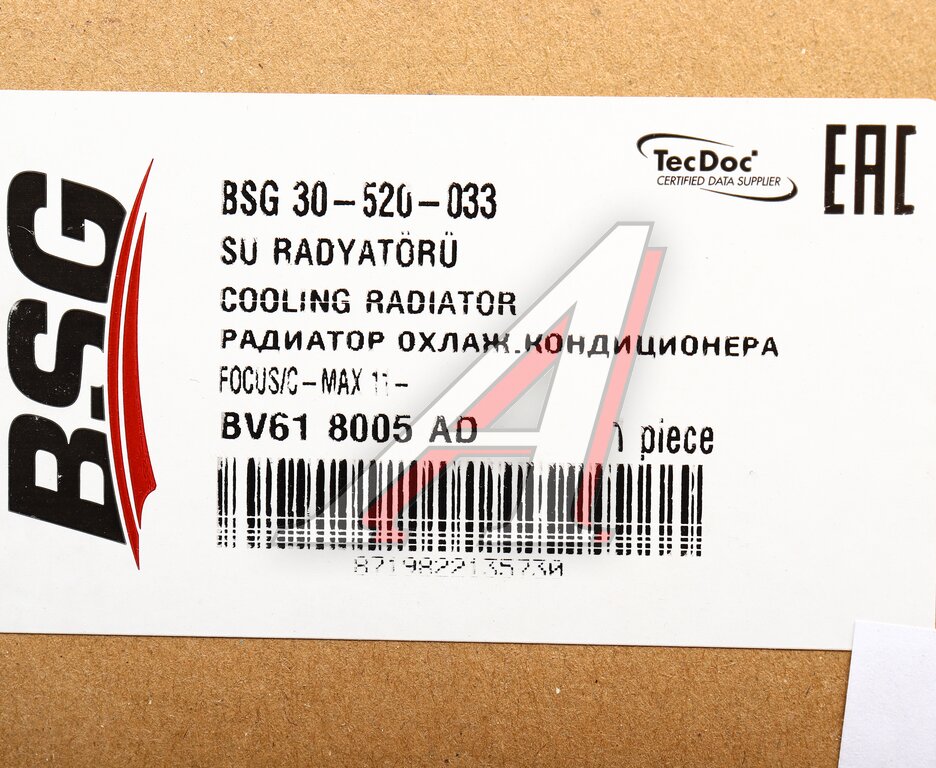 BSG
TecDoc
CERTIFIED DATA SUPPLIER
EAC
BSG 30-520-033
SU RADYATÖRÜ
COOLING RADIATOR
РАДИАТОР ОХЛАЖ.КОНДИЦИОНЕРА
FOCUS/C-MAX 11-
BV61 8005 AD
1 piece